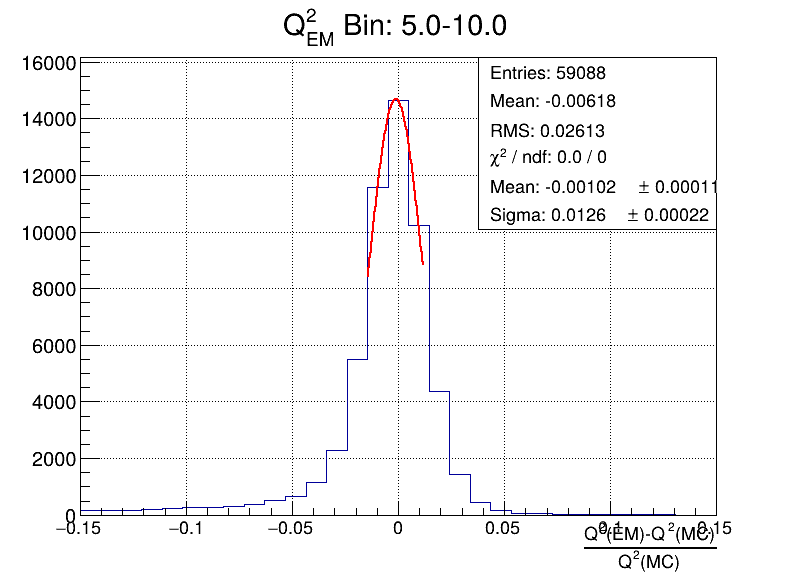 Q²EM Bin: 5.0-10.0
Entries: 59088
Mean: -0.00618
RMS: 0.02613
χ² / ndf: 0.0 / 0
Mean: -0.00102 ± 0.00011
Sigma: 0.0126 ± 0.00022
16000
14000
12000
10000
8000
6000
4000
2000
0
−0.15 −0.1 −0.05 0 0.05 0.1 0.15
Q²(EM)-Q²(MC)
Q²(MC)